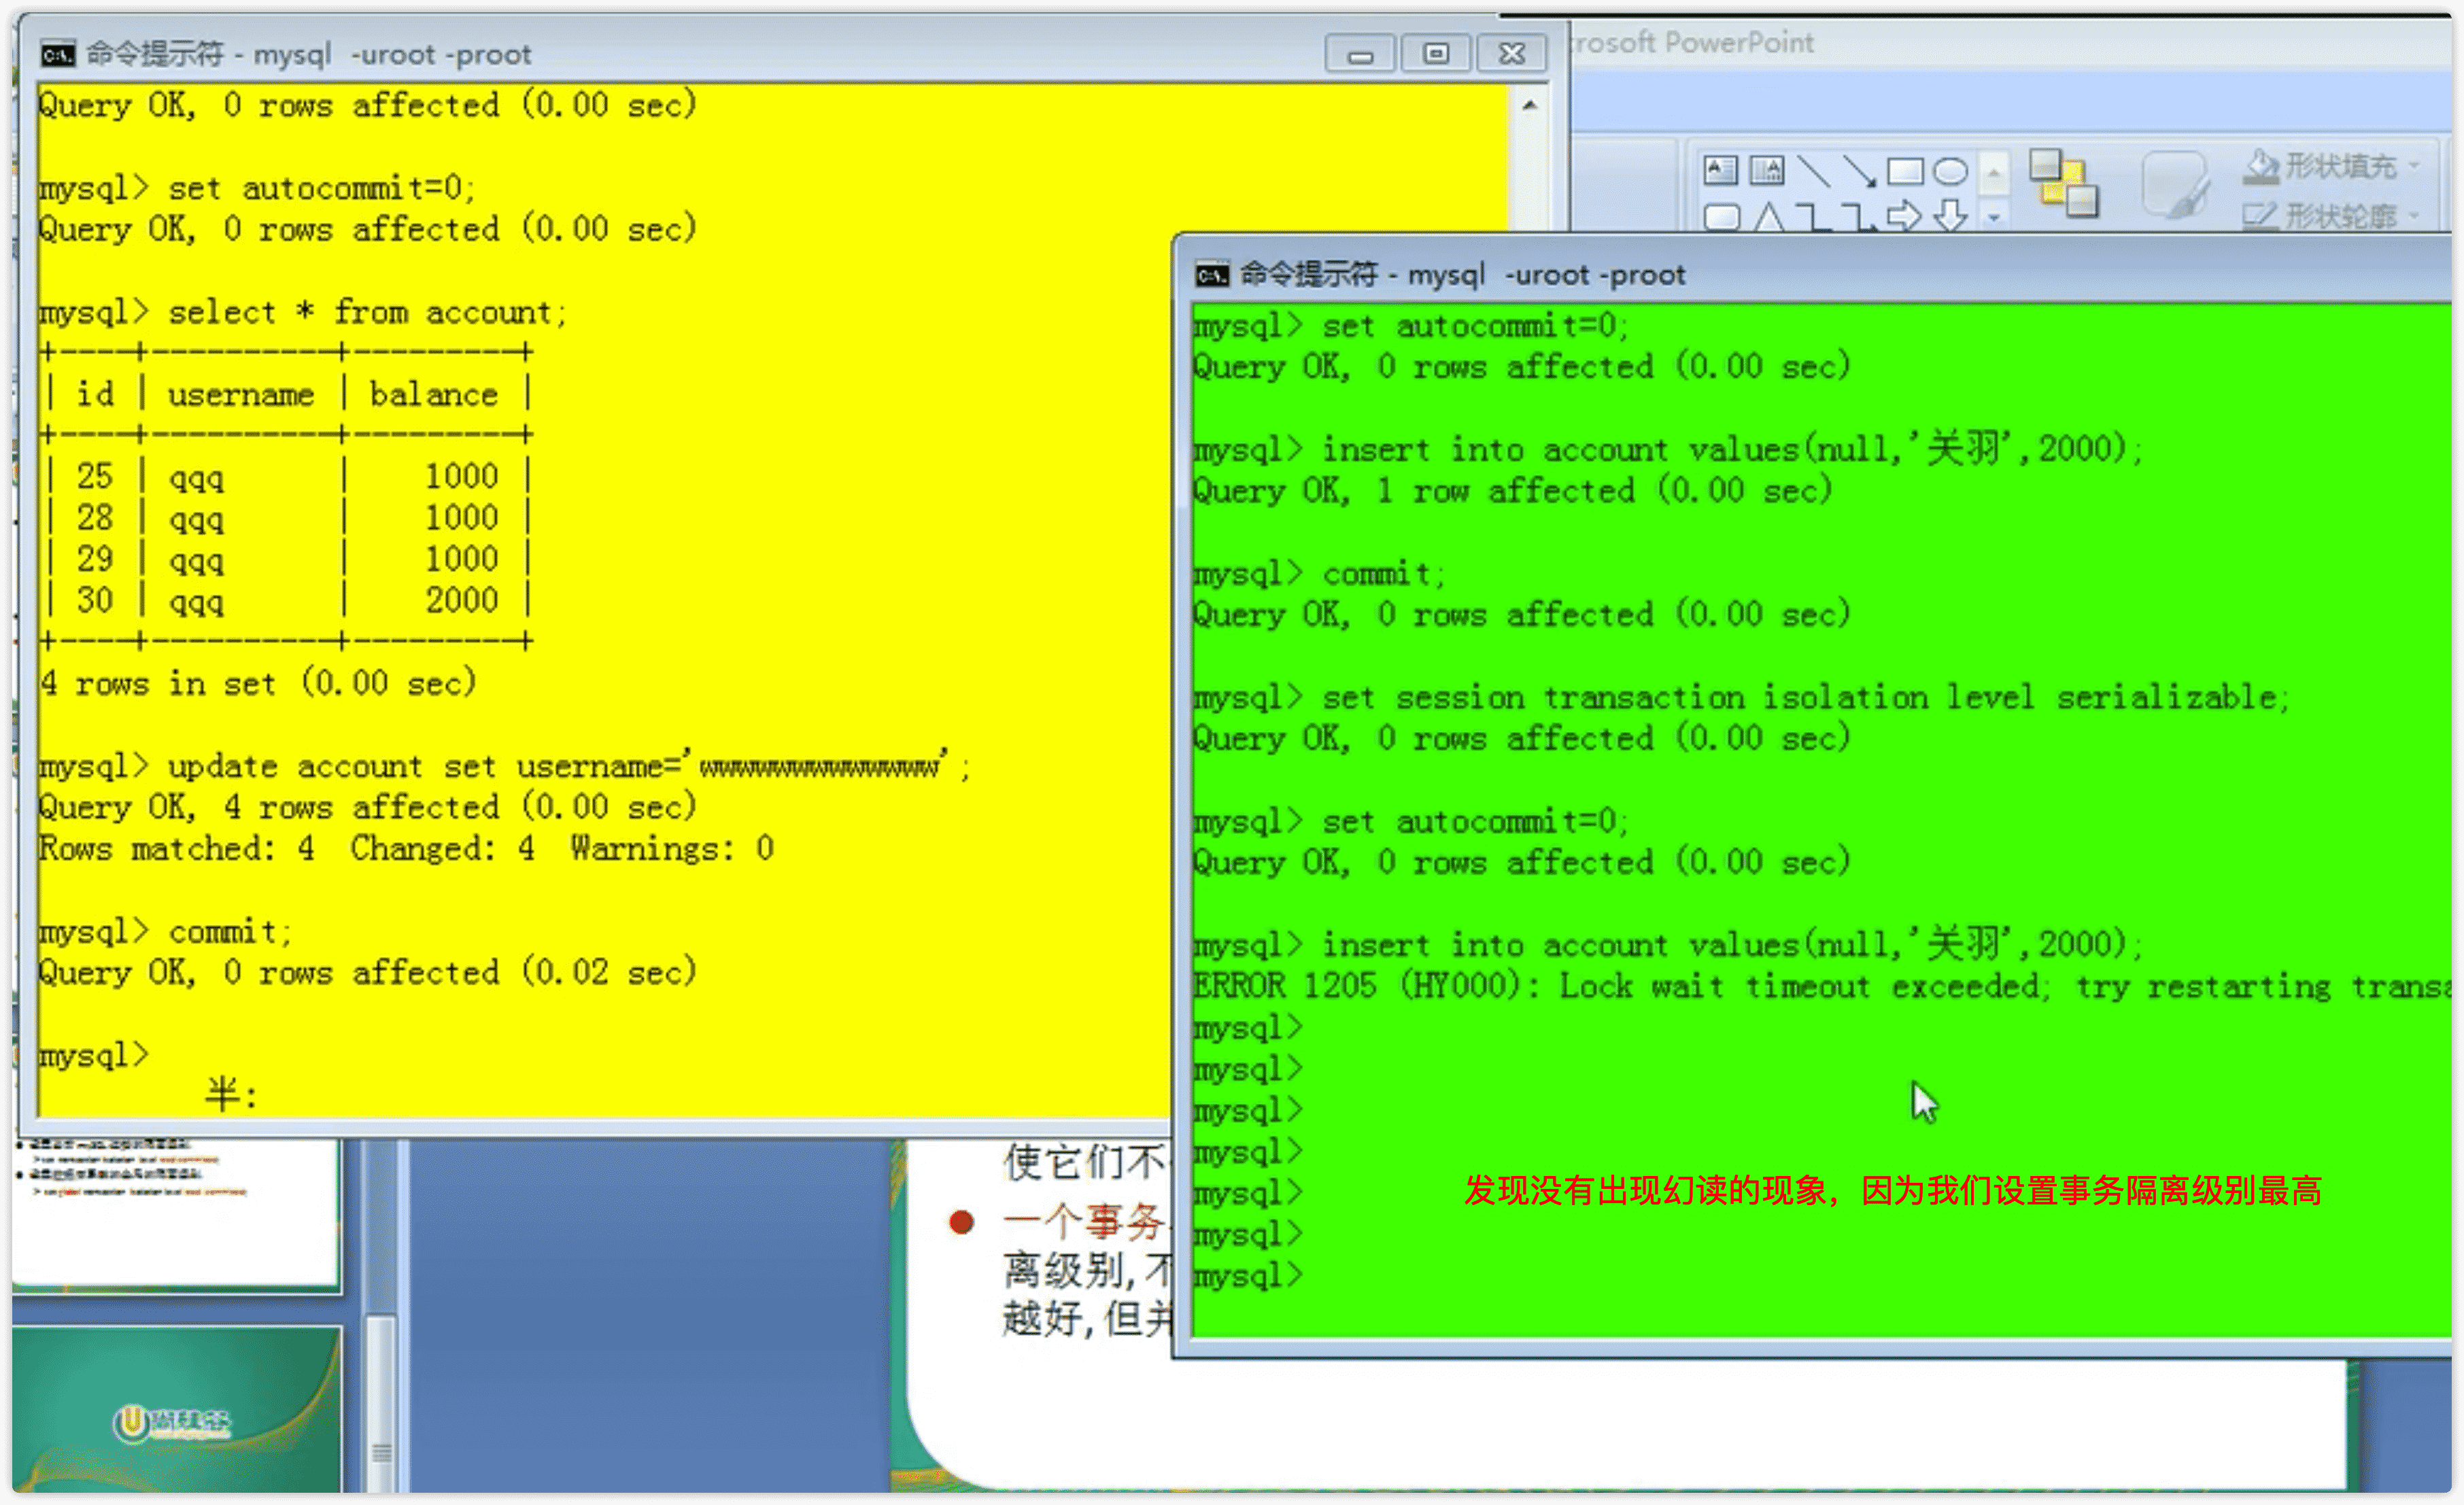 命令提示符 - mysql  -uroot -proot
Query OK, 0 rows affected (0.00 sec)
mysql> set autocommit=0;
Query OK, 0 rows affected (0.00 sec)
mysql> select * from account;
+----+----------+---------+
| id | username | balance |
+----+----------+---------+
| 25 | qqq      |    1000 |
| 28 | qqq      |    1000 |
| 29 | qqq      |    1000 |
| 30 | qqq      |    2000 |
+----+----------+---------+
4 rows in set (0.00 sec)
mysql> update account set username='wwwwwwwwwwwww';
Query OK, 4 rows affected (0.00 sec)
Rows matched: 4  Changed: 4  Warnings: 0
mysql> commit;
Query OK, 0 rows affected (0.02 sec)
mysql>
半:
rosoft PowerPoint
形状填充
形状轮廓
命令提示符 - mysql  -uroot -proot
mysql> set autocommit=0;
Query OK, 0 rows affected (0.00 sec)
mysql> insert into account values(null,'关羽',2000);
Query OK, 1 row affected (0.00 sec)
mysql> commit;
Query OK, 0 rows affected (0.00 sec)
mysql> set session transaction isolation level serializable;
Query OK, 0 rows affected (0.00 sec)
mysql> set autocommit=0;
Query OK, 0 rows affected (0.00 sec)
mysql> insert into account values(null,'关羽',2000);
ERROR 1205 (HY000): Lock wait timeout exceeded; try restarting transa
mysql>
mysql>
mysql>
mysql>
mysql>
mysql>
mysql>
发现没有出现幻读的现象，因为我们设置事务隔离级别最高
使它们不
一个事务
离级别,不
越好,但并